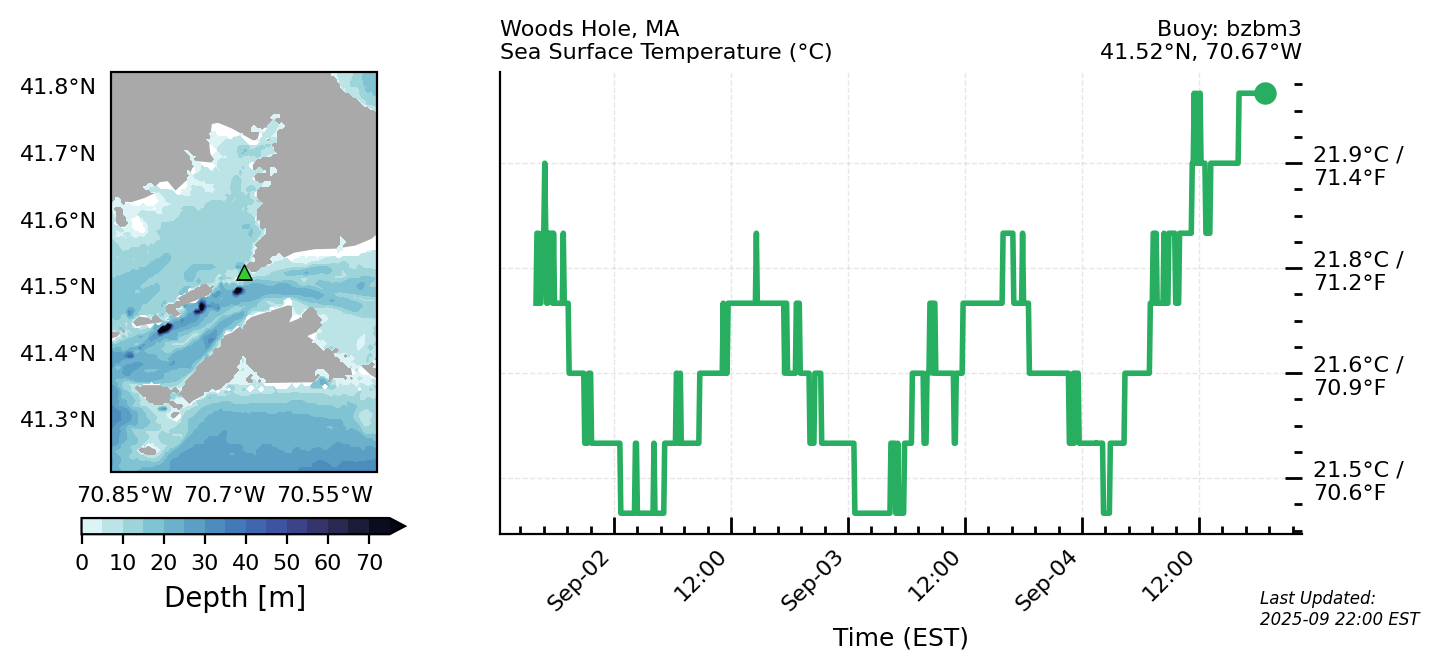 Woods Hole, MA
Sea Surface Temperature (°C)
Buoy: bzbm3
41.52°N, 70.67°W
41.8°N
41.7°N
41.6°N
41.5°N
41.4°N
41.3°N
70.85°W 70.7°W 70.55°W
0 10 20 30 40 50 60 70
Depth [m]
21.9°C /
71.4°F
21.8°C /
71.2°F
21.6°C /
70.9°F
21.5°C /
70.6°F
Sep-02 12:00 Sep-03 12:00 Sep-04 12:00
Time (EST)
Last Updated:
2025-09 22:00 EST